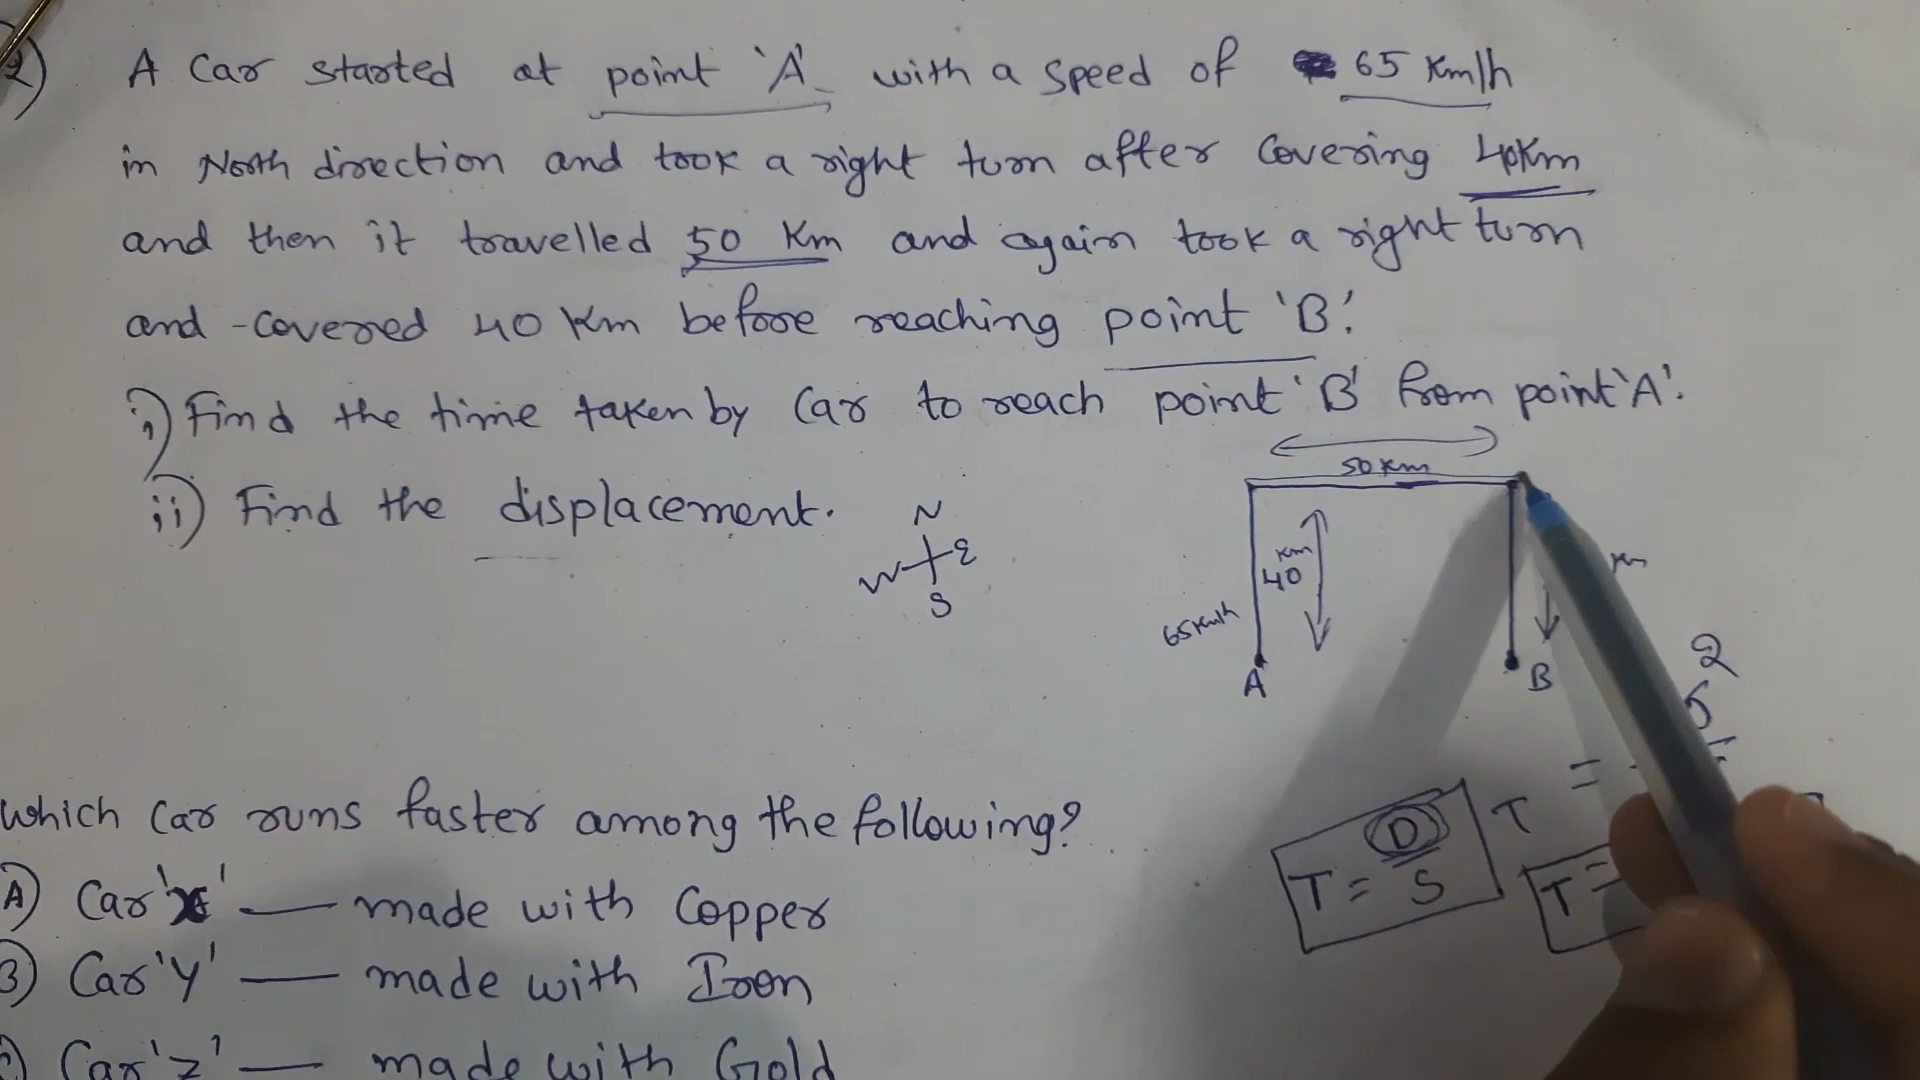 2) A Car started at point 'A' with a speed of 65 Km/h
in North direction and took a right turn after Covering 40Km
and then it travelled 50 Km and again took a right turn
and covered 40 Km before reaching point 'B'.
i) Find the time taken by Car to reach point 'B' from point 'A'.
ii) Find the displacement.
N
W E
S
50 Km
40 Km
65Km/h
A
B
T = D/S
T
=
T =
2
Which Car runs faster among the following?
A) Car 'X' — made with Copper
B) Car 'Y' — made with Iron
Car 'Z' — made with Gold